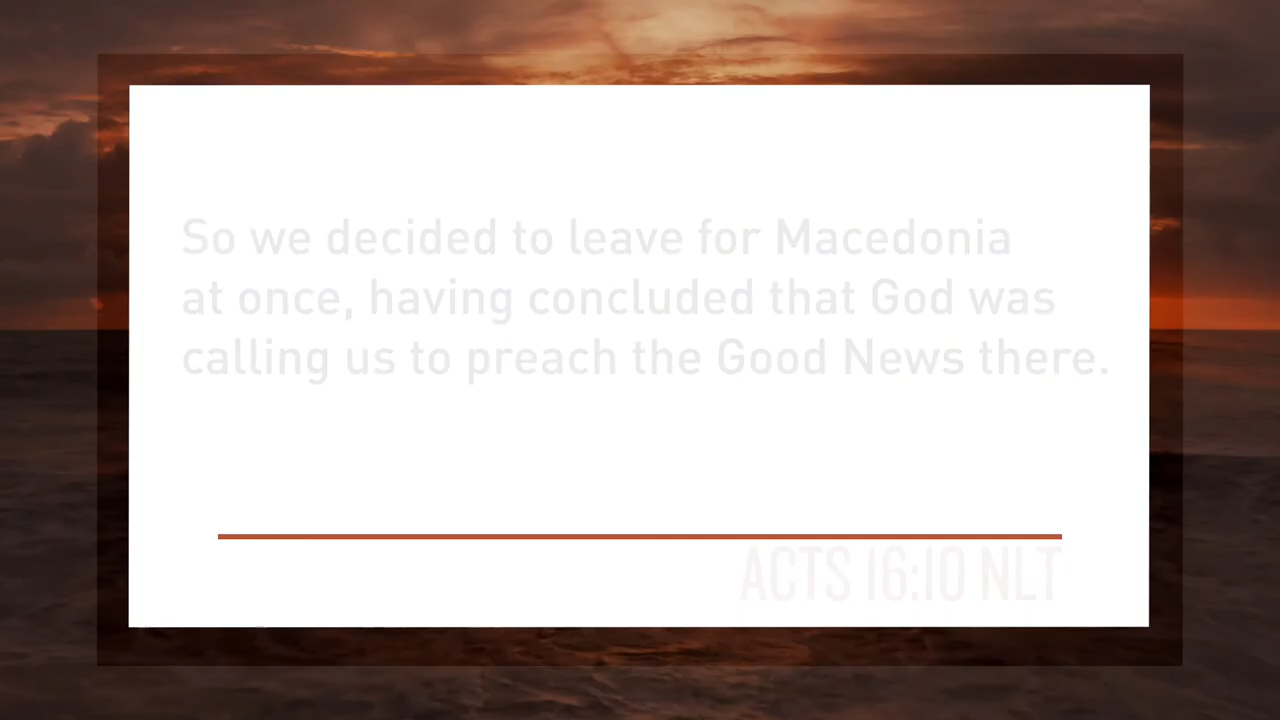 So we decided to leave for Macedonia
at once, having concluded that God was
calling us to preach the Good News there.
ACTS 16:10 NLT